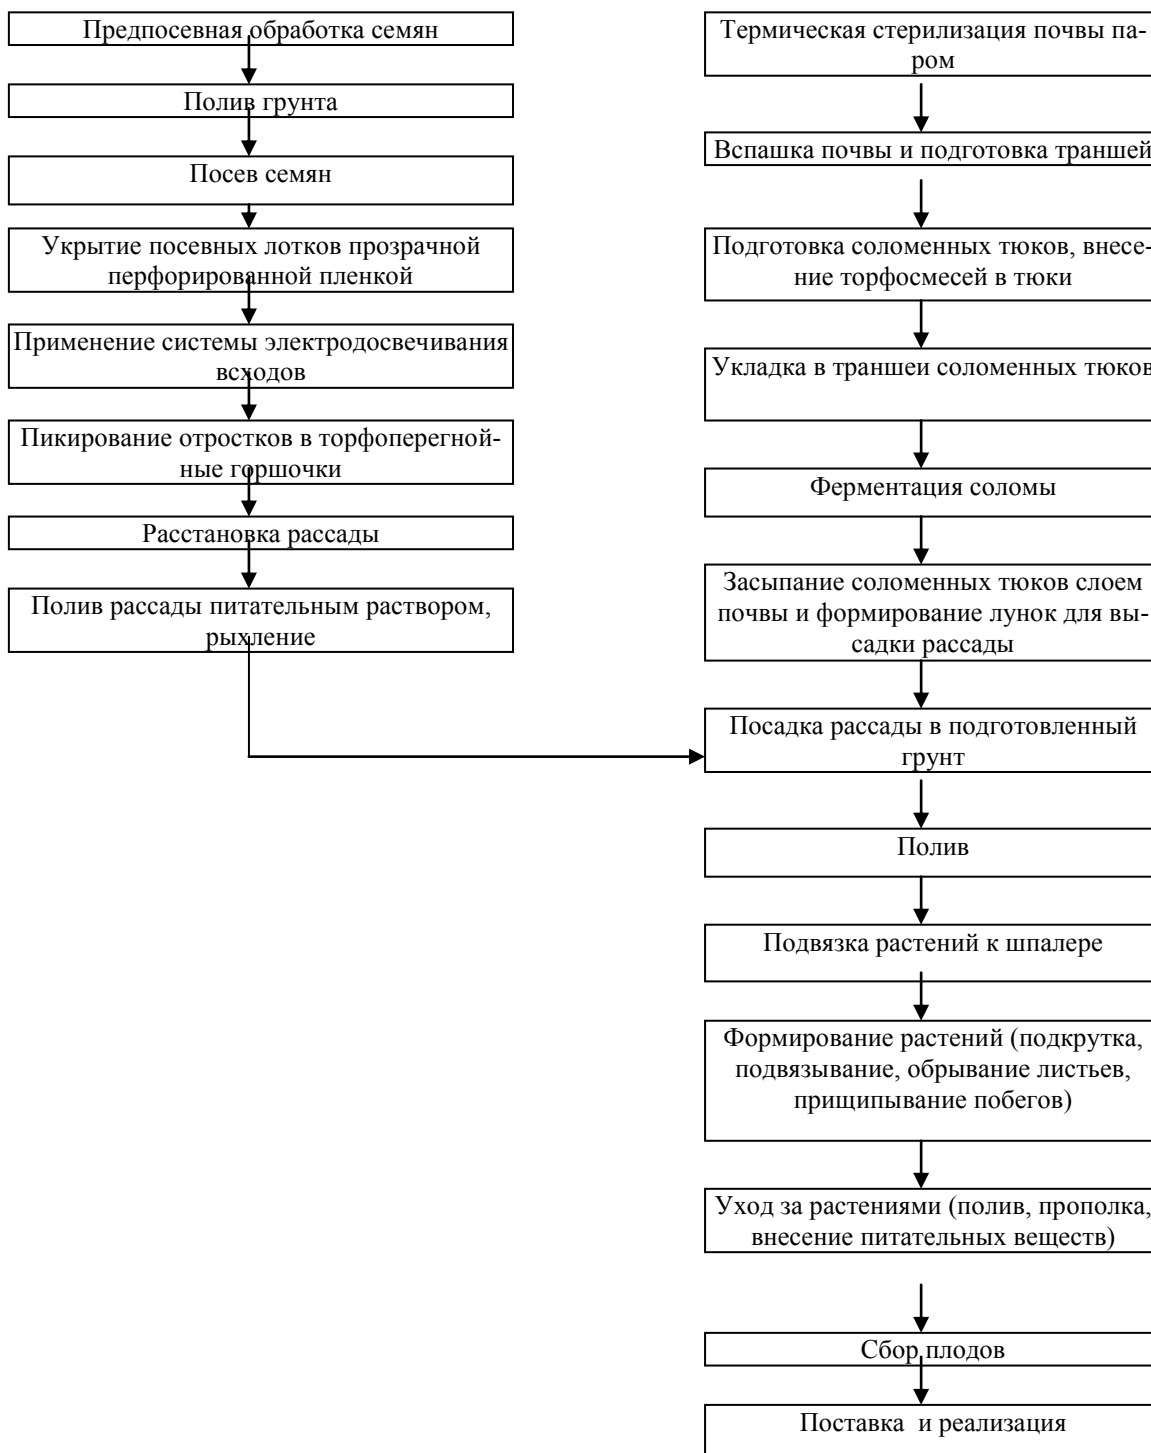 Предпосевная обработка семян
Полив грунта
Посев семян
Укрытие посевных лотков прозрачной
перфорированной пленкой
Применение системы электродосвечивания
всходов
Пикирование отростков в торфоперегной-
ные горшочки
Расстановка рассады
Полив рассады питательным раствором,
рыхление
Термическая стерилизация почвы па-
ром
Вспашка почвы и подготовка траншей
Подготовка соломенных тюков, внесе-
ние торфосмесей в тюки
Укладка в траншеи соломенных тюков
Ферментация соломы
Засыпание соломенных тюков слоем
почвы и формирование лунок для вы-
садки рассады
Посадка рассады в подготовленный
грунт
Полив
Подвязка растений к шпалере
Формирование растений (подкрутка,
подвязывание, обрывание листьев,
прищипывание побегов)
Уход за растениями (полив, прополка,
внесение питательных веществ)
Сбор плодов
Поставка и реализация